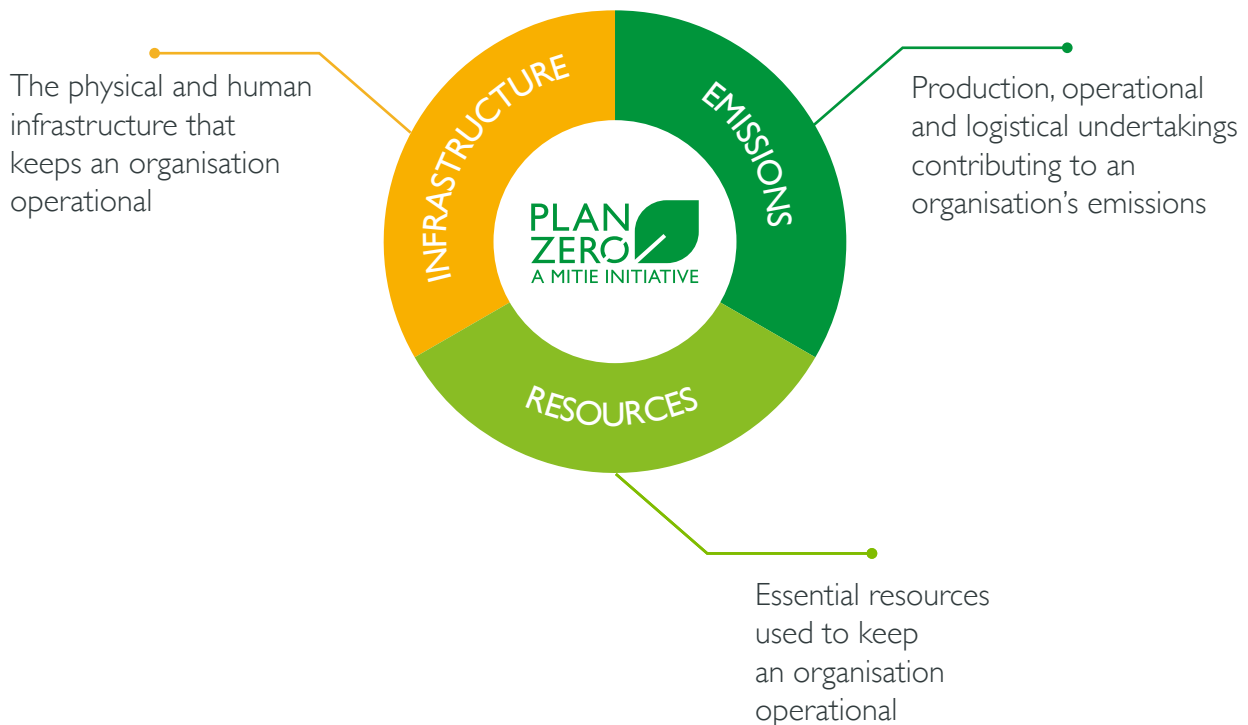 The physical and human
infrastructure that
keeps an organisation
operational
INFRASTRUCTURE
EMISSIONS
Production, operational
and logistical undertakings
contributing to an
organisation’s emissions
PLAN
ZERO
A MITIE INITIATIVE
RESOURCES
Essential resources
used to keep
an organisation
operational